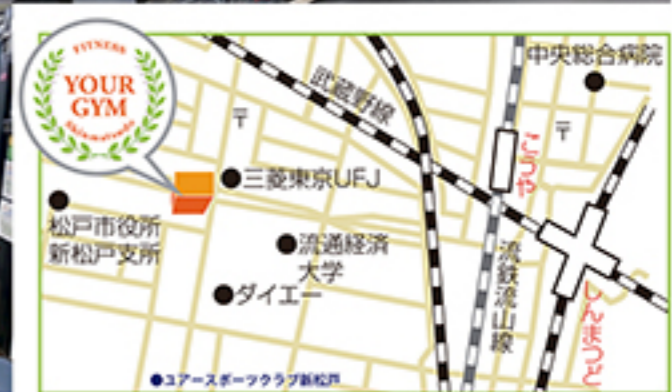 FITNESS
YOUR
GYM
Shinmatsudo
中央総合病院
武蔵野線
〒
〒
こうや
三菱東京UFJ
松戸市役所
新松戸支所
流通経済
大学
ダイエー
流鉄流山線
しんまつど
●ユアースポーツクラブ新松戸